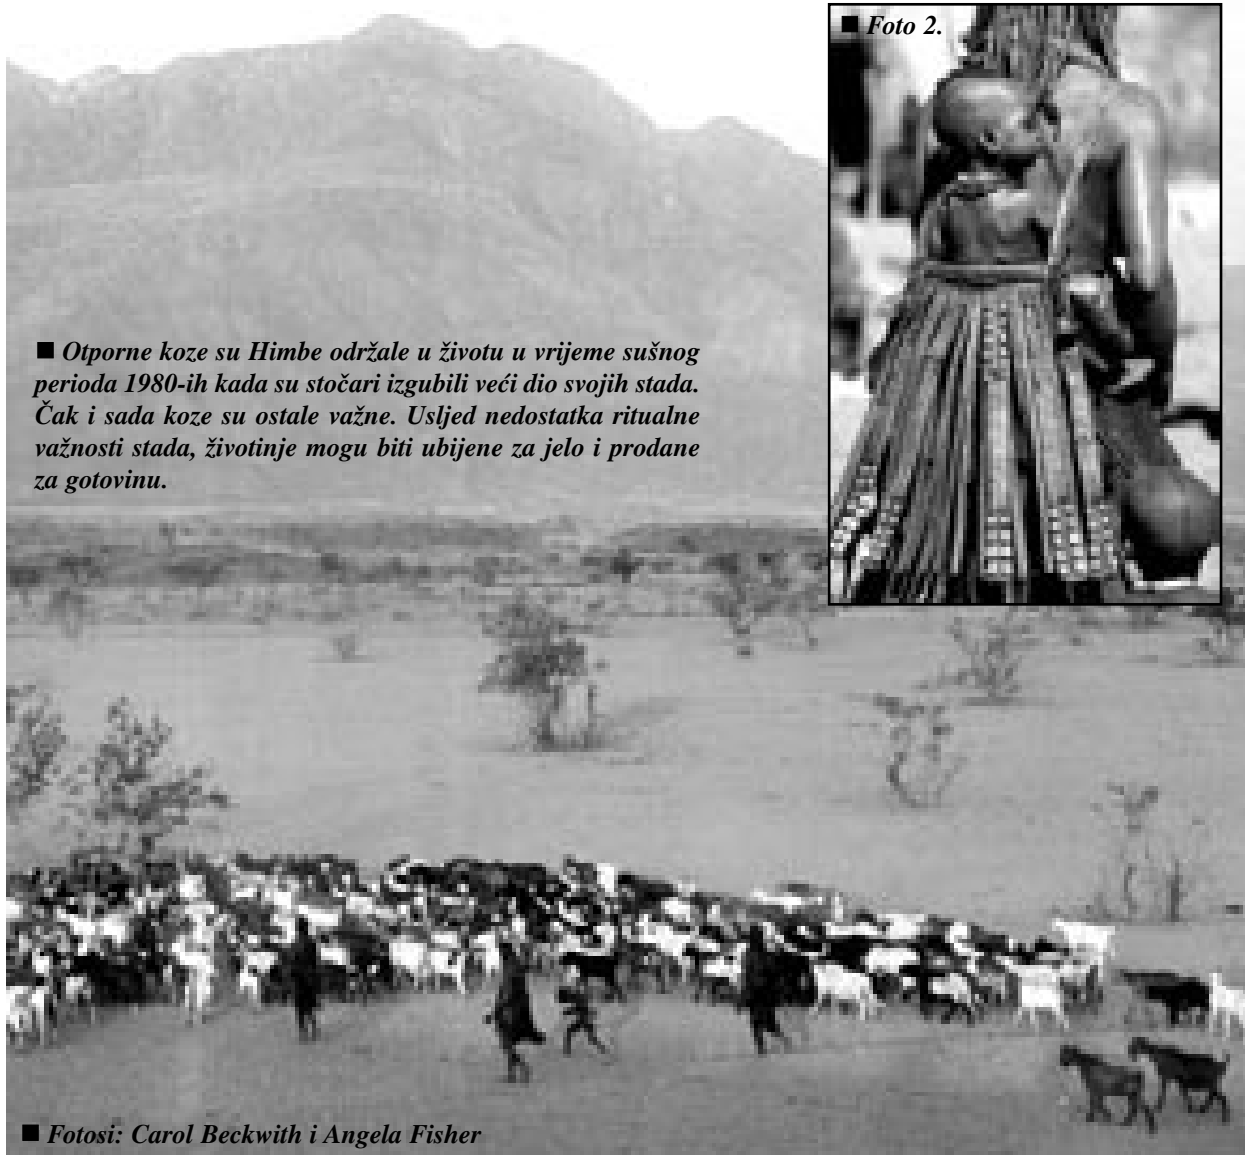 ■ Foto 2.
■ Otporne koze su Himbe održale u životu u vrijeme sušnog
perioda 1980-ih kada su stočari izgubili veći dio svojih stada.
Čak i sada koze su ostale važne. Usljed nedostatka ritualne
važnosti stada, životinje mogu biti ubijene za jelo i prodane
za gotovinu.
■ Fotosi: Carol Beckwith i Angela Fisher